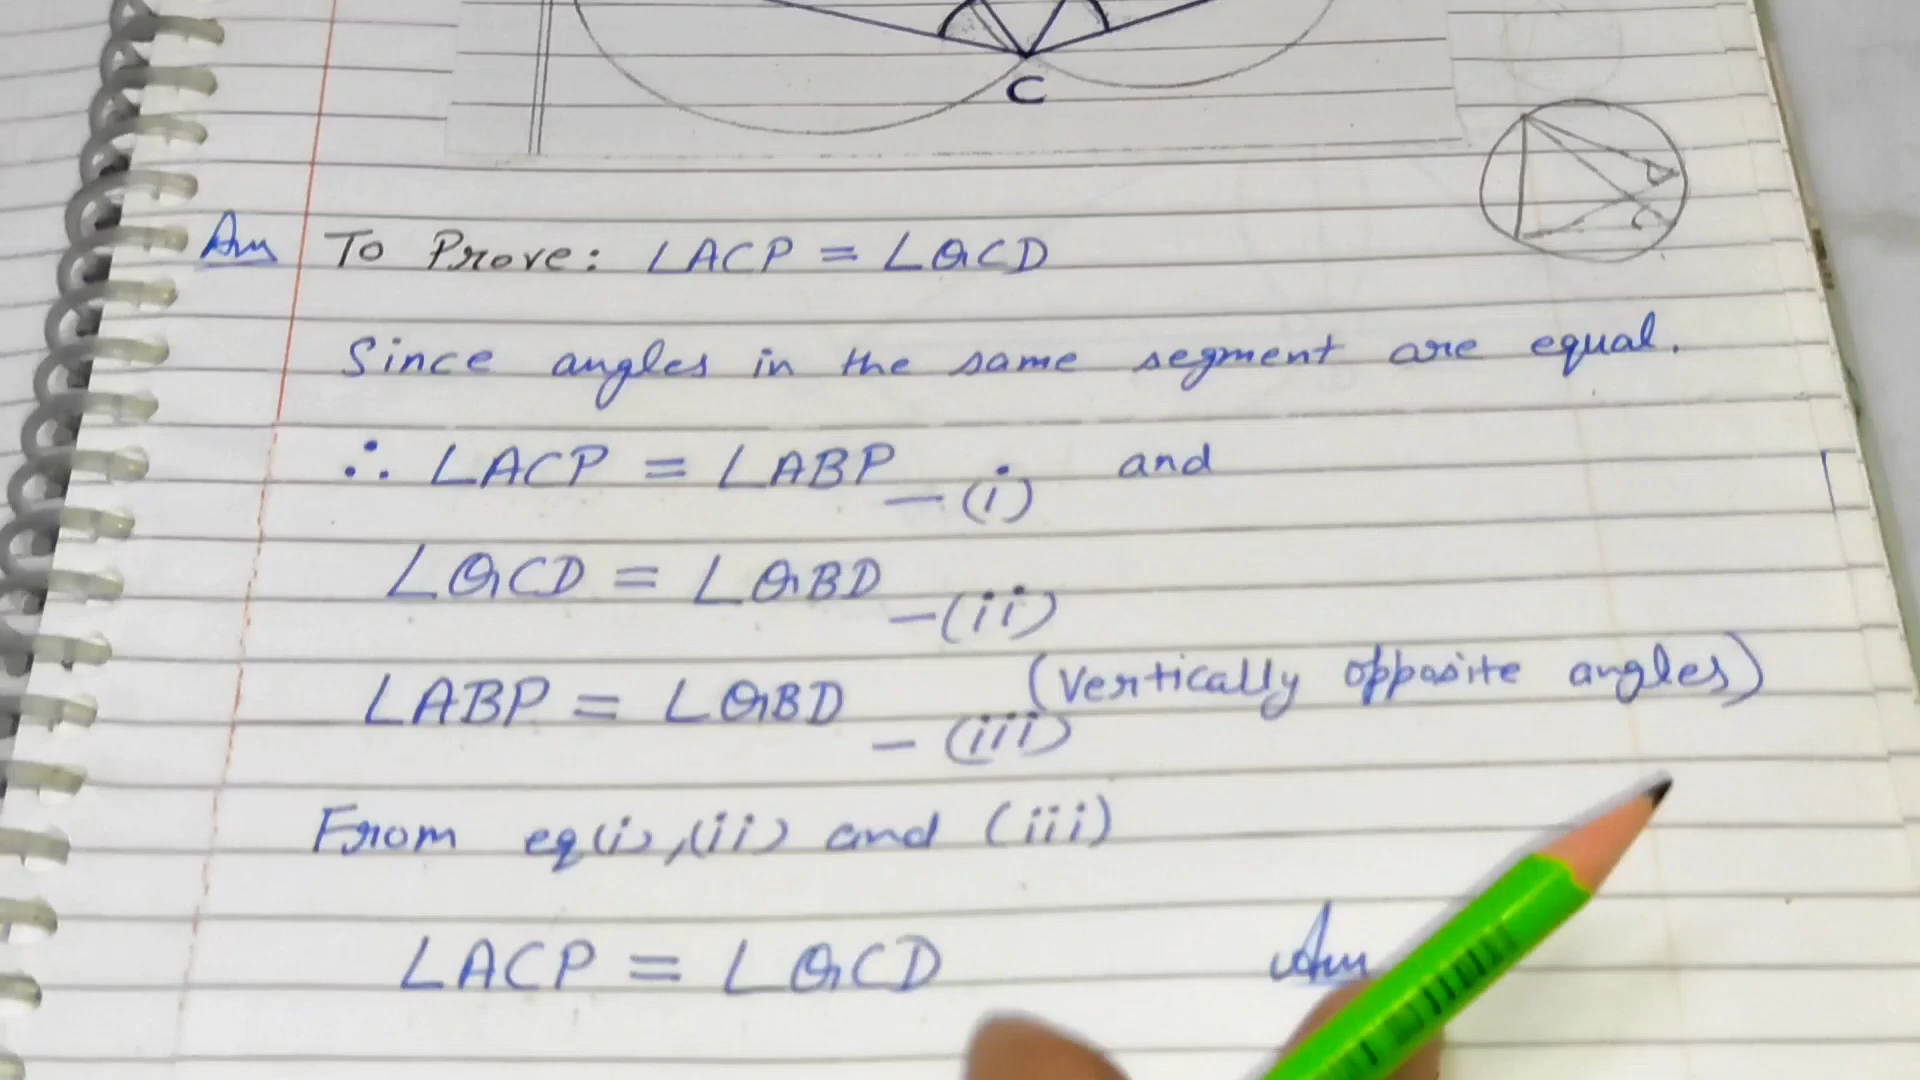 C
D
C
Ans To Prove: ∠ACP = ∠QCD
Since angles in the same segment are equal.
∴ ∠ACP = ∠ABP —(i) and
∠QCD = ∠QBD —(ii)
∠ABP = ∠QBD —(iii) (Vertically opposite angles)
From eq(i),(ii) and (iii)
∠ACP = ∠QCD Ans